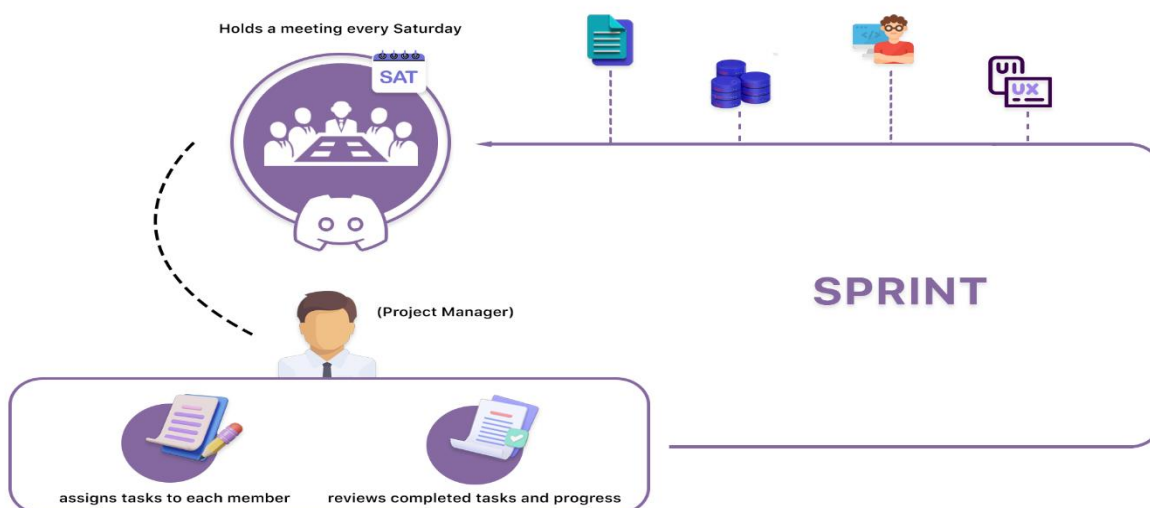 Holds a meeting every Saturday
SAT
</>
UI
UX
SPRINT
(Project Manager)
assigns tasks to each member
reviews completed tasks and progress